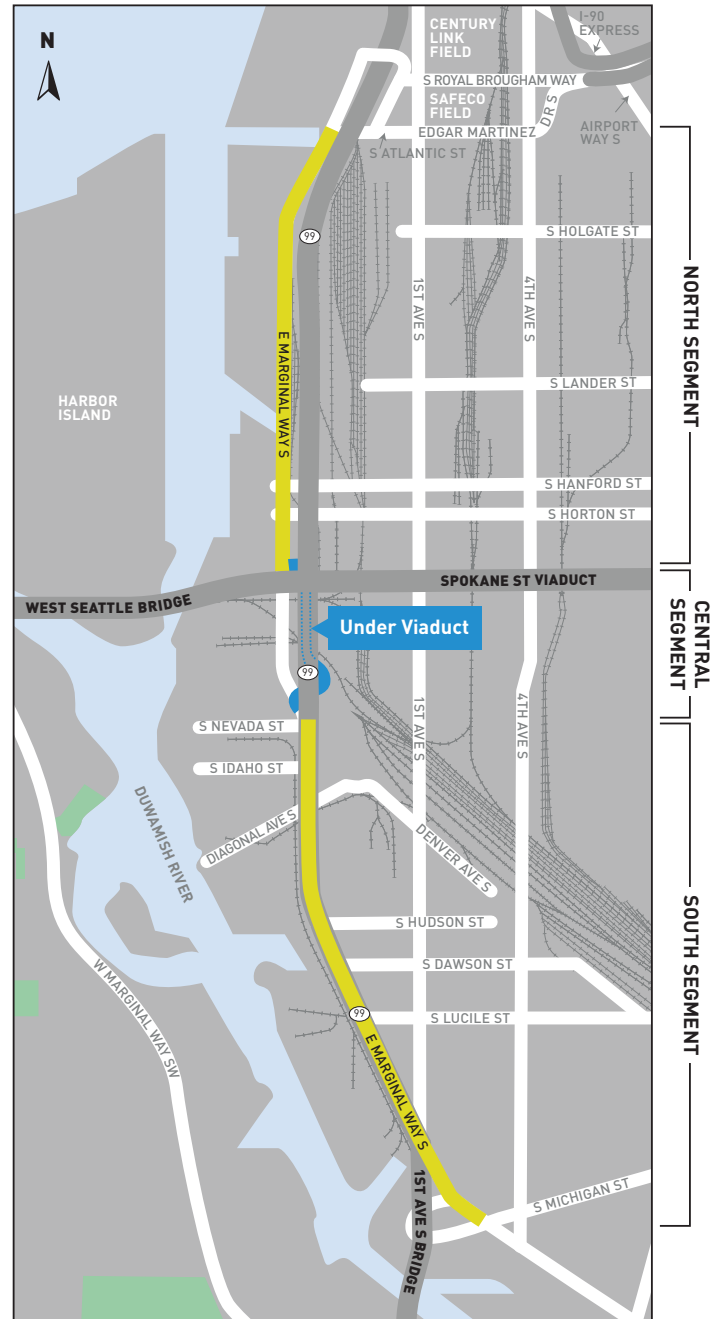 N
CENTURY
LINK
FIELD
I-90
EXPRESS
S ROYAL BROUGHAM WAY
SAFECO
FIELD
EDGAR MARTINEZ DR S
AIRPORT
WAY S
S ATLANTIC ST
99
S HOLGATE ST
1ST AVE S
4TH AVE S
E MARGINAL WAY S
NORTH SEGMENT
S LANDER ST
HARBOR
ISLAND
S HANFORD ST
S HORTON ST
SPOKANE ST VIADUCT
WEST SEATTLE BRIDGE
CENTRAL
SEGMENT
Under Viaduct
99
1ST AVE S
4TH AVE S
S NEVADA ST
S IDAHO ST
DUWAMISH RIVER
DIAGONAL AVE S
DENVER AVE S
SOUTH SEGMENT
S HUDSON ST
S DAWSON ST
W MARGINAL WAY SW
99
S LUCILE ST
E MARGINAL WAY S
S MICHIGAN ST
1ST AVE S BRIDGE